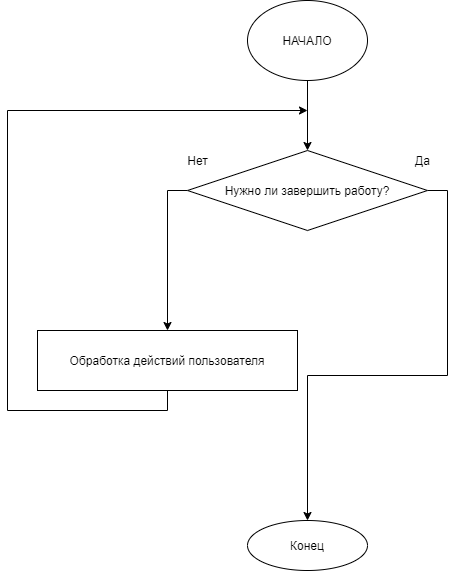 НАЧАЛО
Нет
Да
Нужно ли завершить работу?
Обработка действий пользователя
Конец